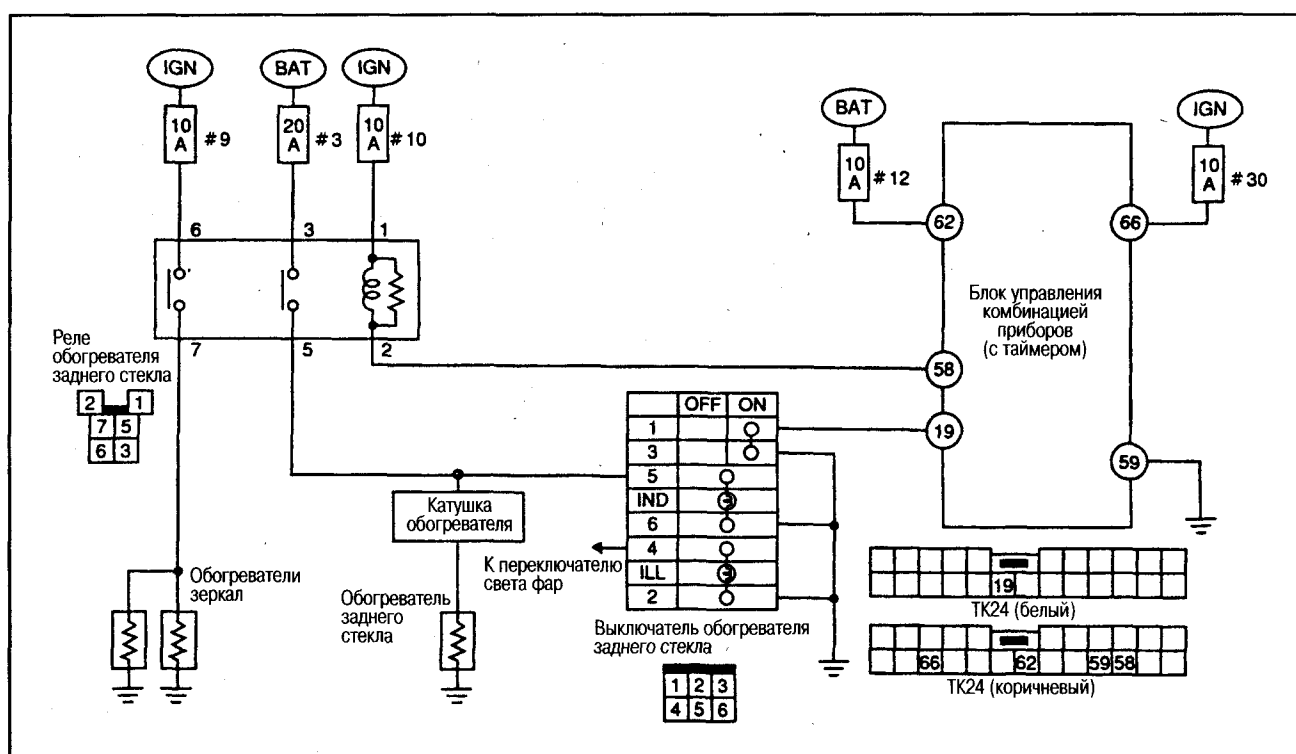 IGN
BAT
IGN
10 A #9
20 A #3
10 A #10
BAT
IGN
10 A #12
10 A #30
6 3 1
62
66
Блок управления
комбинацией
приборов
(с таймером)
7 5 2
Реле
обогревателя
заднего стекла
2 1
7 5
6 3
58
19
59
OFF ON
1
3
5
IND
6
4
ILL
2
Катушка
обогревателя
К переключателю
света фар
Обогреватели
зеркал
Обогреватель
заднего
стекла
Выключатель обогревателя
заднего стекла
1 2 3
4 5 6
19
ТК24 (белый)
66 62 59 58
ТК24 (коричневый)